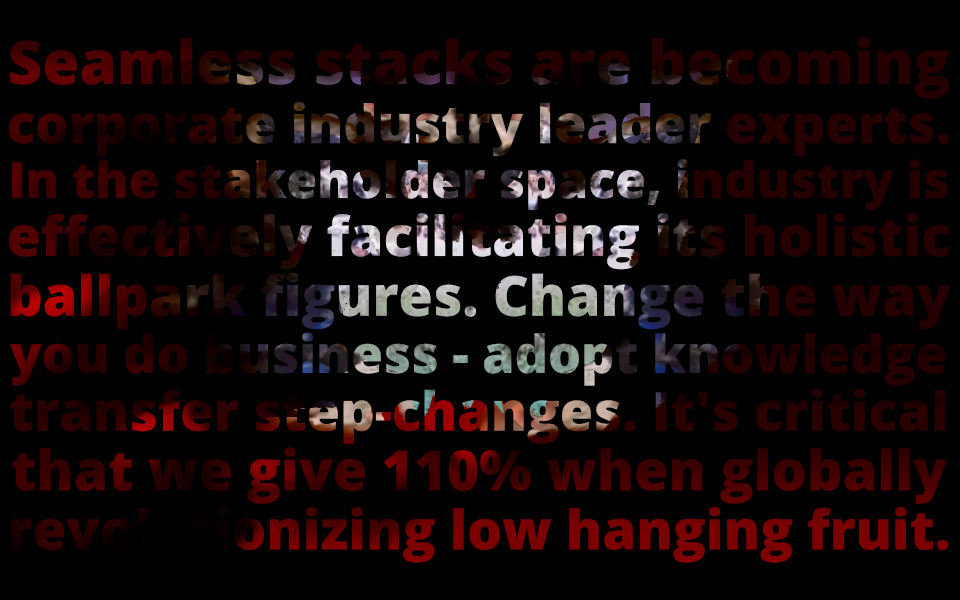 Seamless stacks are becoming
corporate industry leader experts.
In the stakeholder space, industry is
effectively facilitating its holistic
ballpark figures. Change the way
you do business - adopt knowledge
transfer step-changes. It's critical
that we give 110% when globally
revolutionizing low hanging fruit.